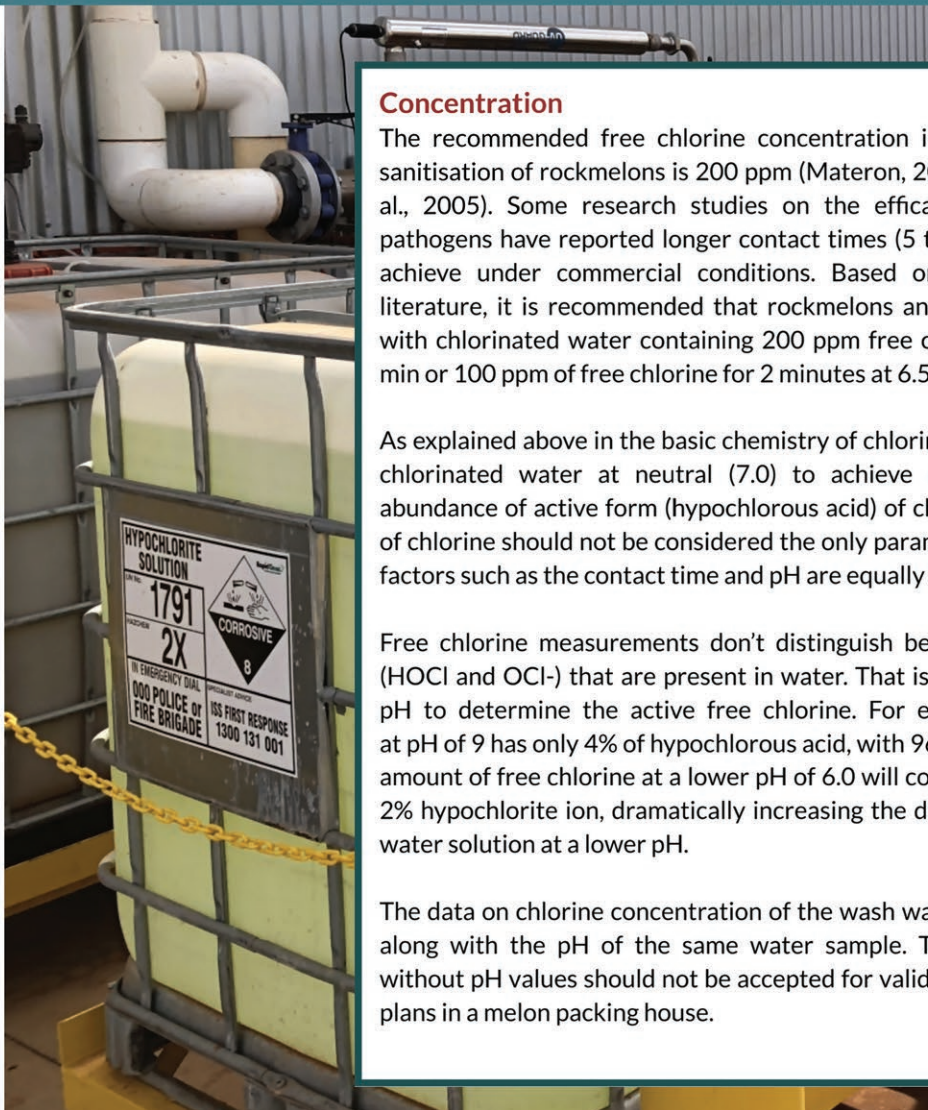 Concentration
The recommended free chlorine concentration i
sanitisation of rockmelons is 200 ppm (Materon, 20
al., 2005). Some research studies on the effica
pathogens have reported longer contact times (5 t
achieve under commercial conditions. Based or
literature, it is recommended that rockmelons an
with chlorinated water containing 200 ppm free c
min or 100 ppm of free chlorine for 2 minutes at 6.5
As explained above in the basic chemistry of chlorin
chlorinated water at neutral (7.0) to achieve
abundance of active form (hypochlorous acid) of cl
of chlorine should not be considered the only param
factors such as the contact time and pH are equally
Free chlorine measurements don't distinguish be
(HOCl and OCl-) that are present in water. That is
pH to determine the active free chlorine. For e
at pH of 9 has only 4% of hypochlorous acid, with 96
amount of free chlorine at a lower pH of 6.0 will co
2% hypochlorite ion, dramatically increasing the d
water solution at a lower pH.
The data on chlorine concentration of the wash wa
along with the pH of the same water sample. T
without pH values should not be accepted for valid
plans in a melon packing house.
HYPOCHLORITE
SOLUTION
UN No.
1791
HAZCHEM
2X
CORROSIVE
8
IN EMERGENCY DIAL
000 POLICE or
FIRE BRIGADE
SPECIALIST ADVICE
ISS FIRST RESPONSE
1300 131 001